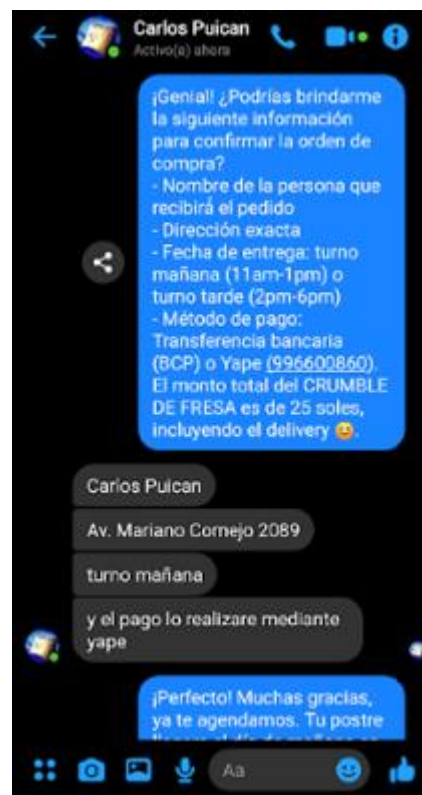 Carlos Puican
Activo(a) ahora
¡Genial! ¿Podrías brindarme
la siguiente información
para confirmar la orden de
compra?
- Nombre de la persona que
recibirá el pedido
- Dirección exacta
- Fecha de entrega: turno
mañana (11am-1pm) o
turno tarde (2pm-6pm)
- Método de pago:
Transferencia bancaria
(BCP) o Yape (996600860).
El monto total del CRUMBLE
DE FRESA es de 25 soles,
incluyendo el delivery 😄.
Carlos Puican
Av. Mariano Cornejo 2089
turno mañana
y el pago lo realizare mediante
yape
¡Perfecto! Muchas gracias,
ya te agendamos. Tu postre
Aa